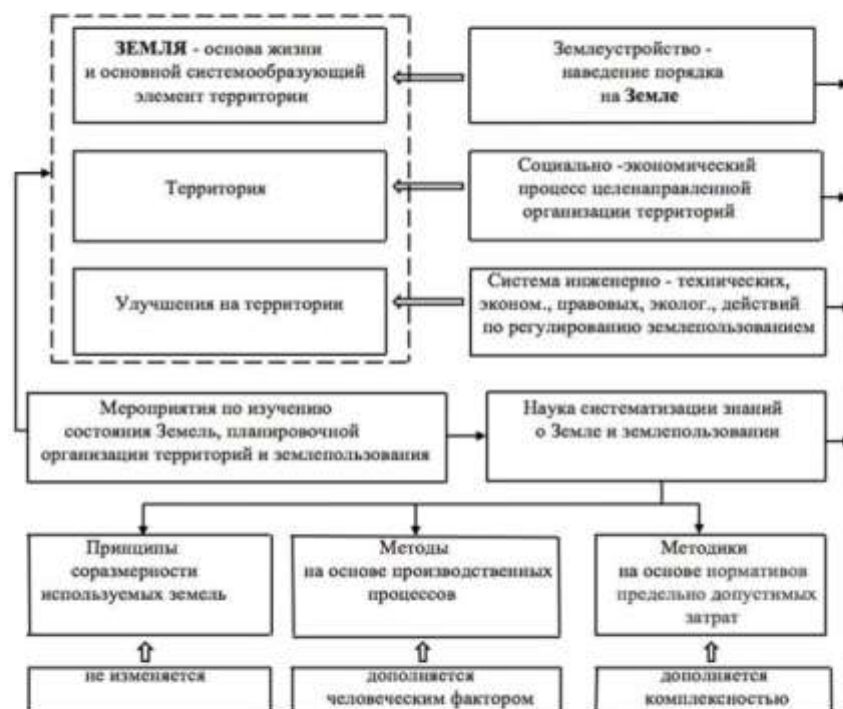 ЗЕМЛЯ - основа жизни
и основной системообразующий
элемент территории
Землеустройство -
наведение порядка
на Земле
Территория
Социально -экономический
процесс целенаправленной
организации территорий
Улучшения на территории
Система инженерно - технических,
эконом., правовых, эколог., действий
по регулированию землепользованием
Мероприятия по изучению
состояния Земель, планировочной
организации территорий и землепользования
Наука систематизации знаний
о Земле и землепользовании
Принципы
соразмерности
используемых земель
Методы
на основе производственных
процессов
Методики
на основе нормативов
предельно допустимых
затрат
не изменяется
дополняется
человеческим фактором
дополняется
комплексностью